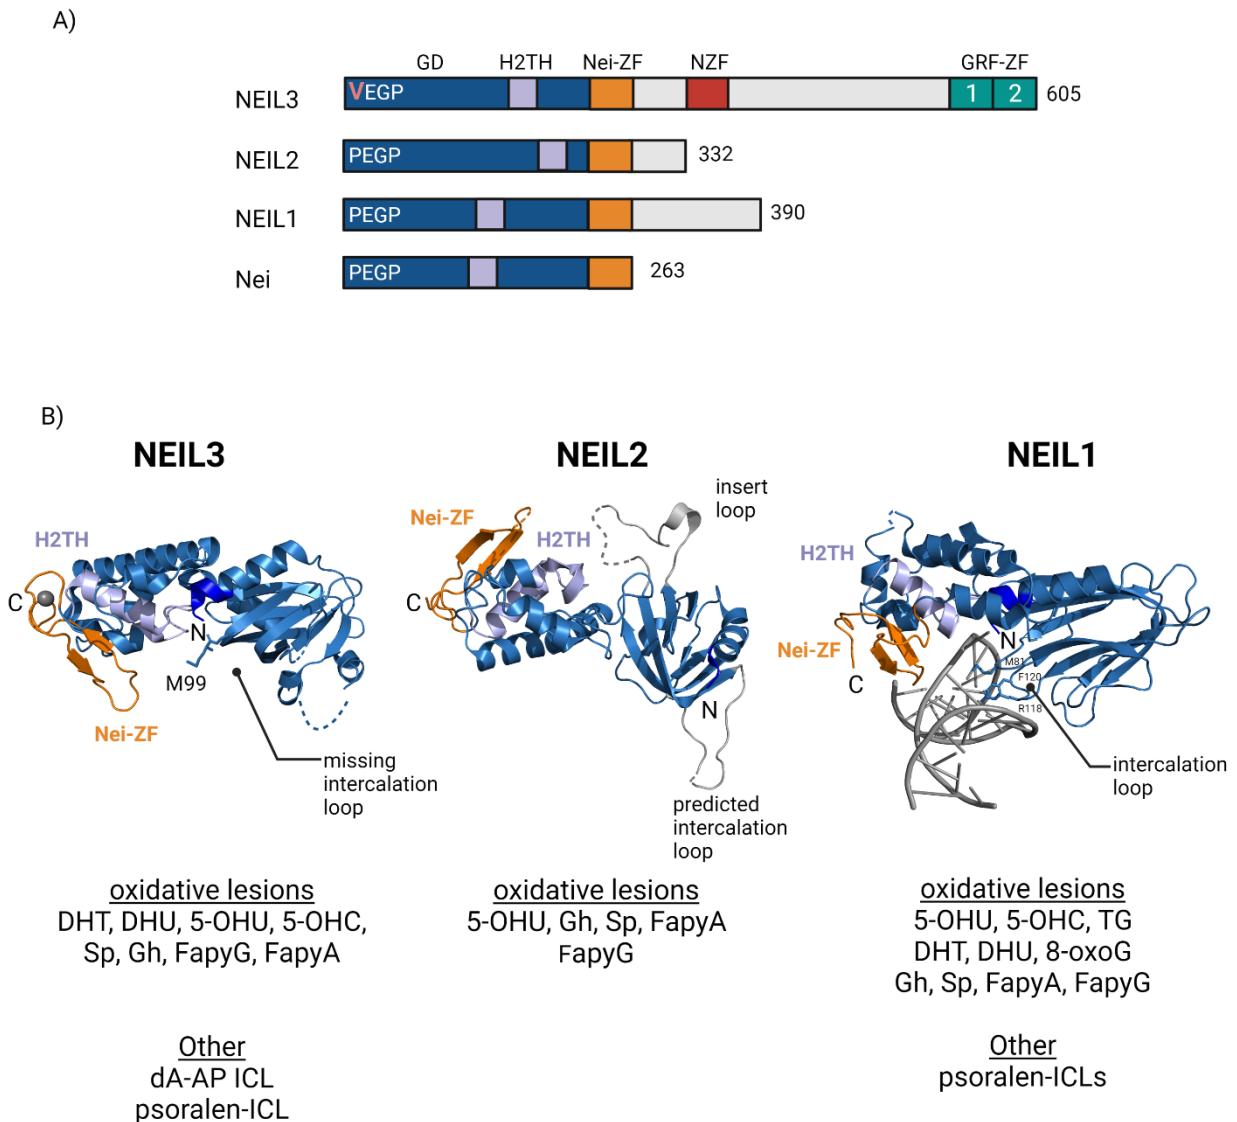 A)
GD H2TH Nei-ZF NZF GRF-ZF
NEIL3 VEGP 1 2 605
NEIL2 PEGP 332
NEIL1 PEGP 390
Nei PEGP 263
B)
NEIL3 NEIL2 NEIL1
H2TH
C
N
M99
Nei-ZF
missing
intercalation
loop
Nei-ZF
H2TH
insert
loop
C
N
predicted
intercalation
loop
H2TH
Nei-ZF
C
N
M81
F120
R118
intercalation
loop
oxidative lesions
DHT, DHU, 5-OHU, 5-OHC,
Sp, Gh, FapyG, FapyA
Other
dA-AP ICL
psoralen-ICL
oxidative lesions
5-OHU, Gh, Sp, FapyA
FapyG
oxidative lesions
5-OHU, 5-OHC, TG
DHT, DHU, 8-oxoG
Gh, Sp, FapyA, FapyG
Other
psoralen-ICLs